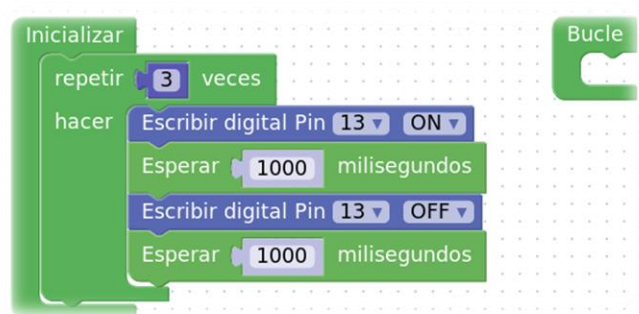 Inicializar
Bucle
repetir 3 veces
hacer
Escribir digital Pin 13 ON
Esperar 1000 milisegundos
Escribir digital Pin 13 OFF
Esperar 1000 milisegundos